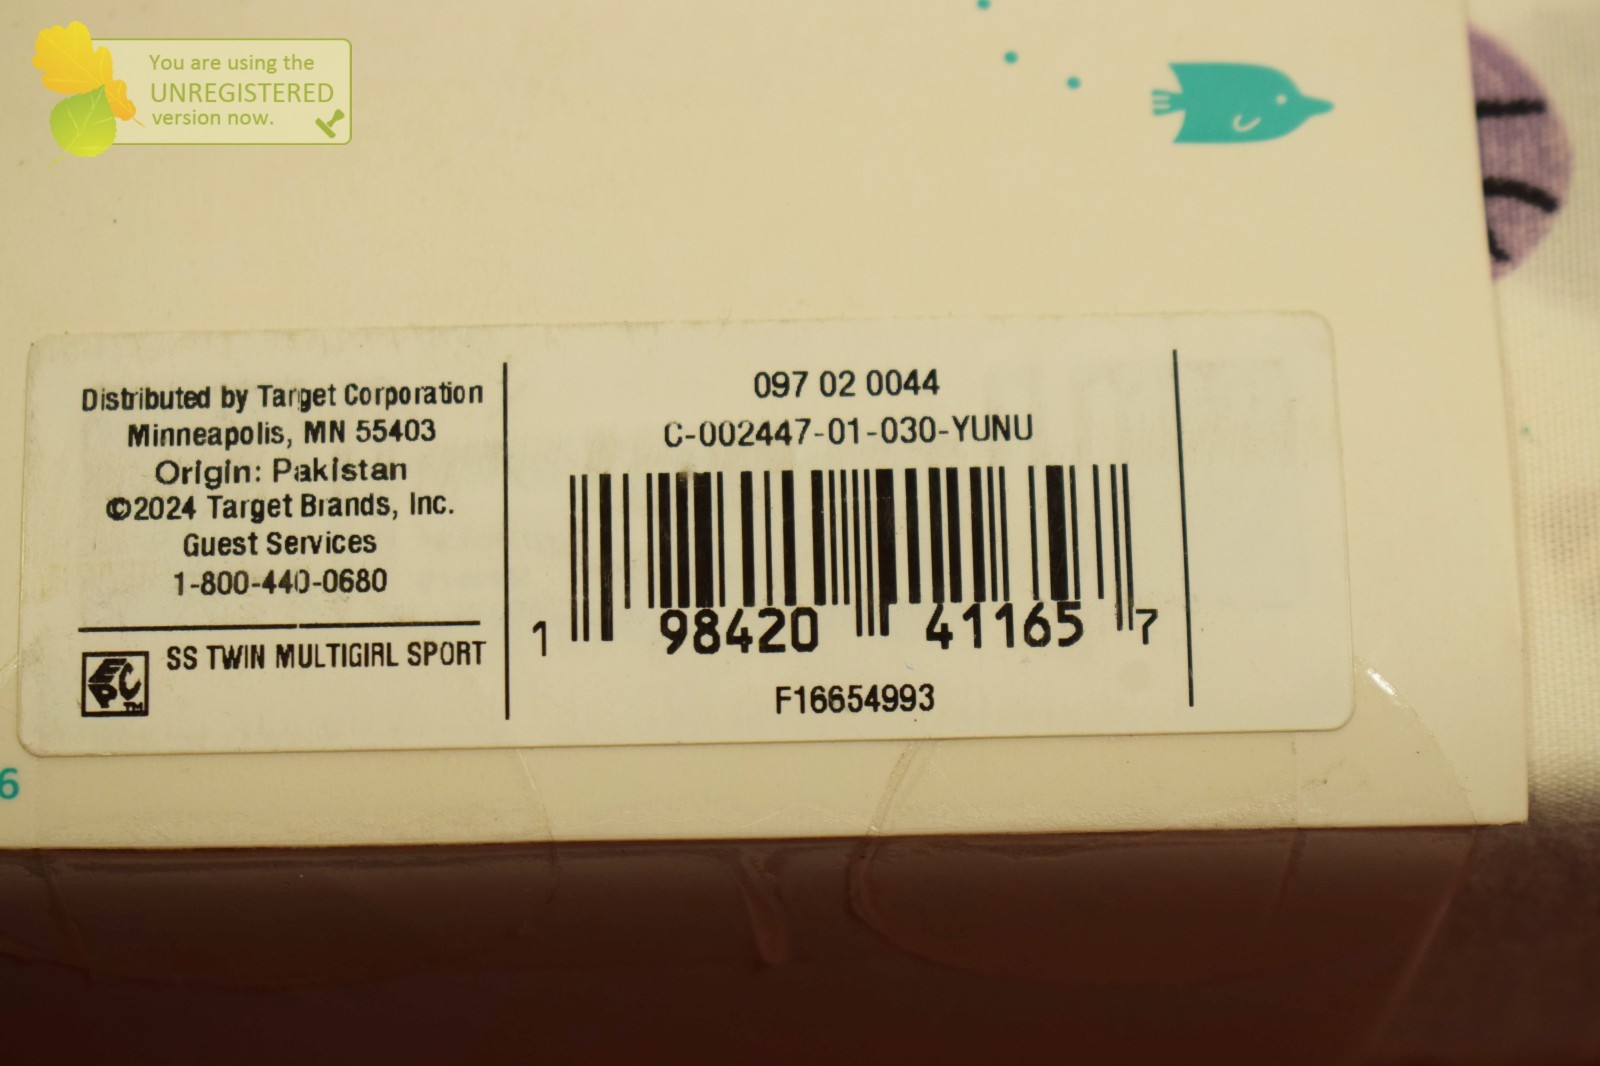 You are using the
UNREGISTERED
version now.
Distributed by Target Corporation
Minneapolis, MN 55403
Origin: Pakistan
©2024 Target Brands, Inc.
Guest Services
1-800-440-0680
EPC™
SS TWIN MULTIGIRL SPORT
097 02 0044
C-002447-01-030-YUNU
1 98420 41165 7
F16654993
6